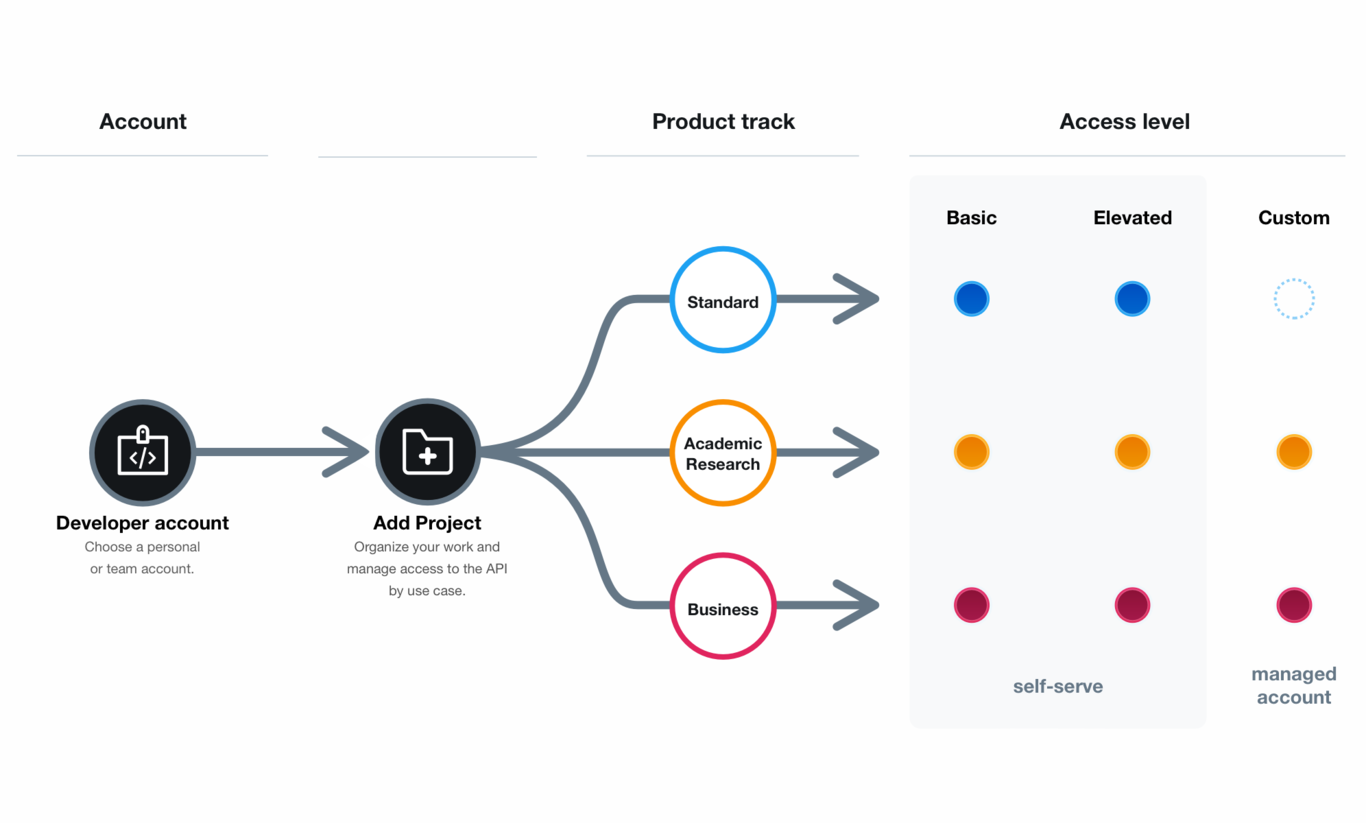 Account
Product track
Access level
Basic
Elevated
Custom
Standard
Academic
Research
Developer account
Choose a personal
or team account.
Add Project
Organize your work and
manage access to the API
by use case.
Business
self-serve
managed
account